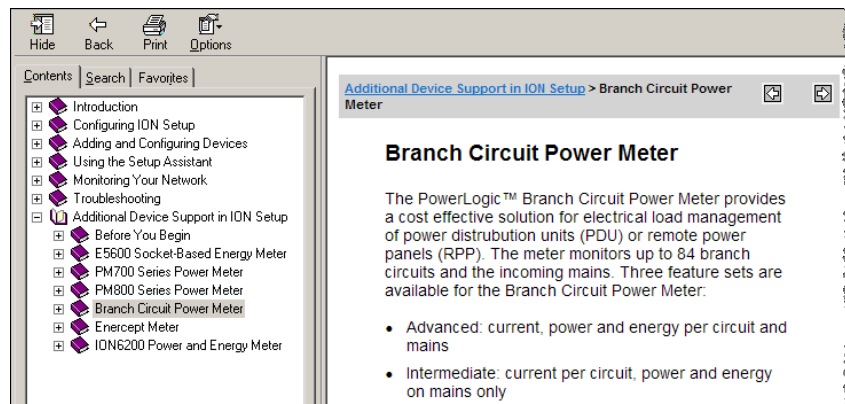 Hide Back Print Options
Contents Search Favorites
Introduction
Configuring ION Setup
Adding and Configuring Devices
Using the Setup Assistant
Monitoring Your Network
Troubleshooting
Additional Device Support in ION Setup
Before You Begin
E5600 Socket-Based Energy Meter
PM700 Series Power Meter
PM800 Series Power Meter
Branch Circuit Power Meter
Enercept Meter
ION6200 Power and Energy Meter
Additional Device Support in ION Setup > Branch Circuit Power
Meter
Branch Circuit Power Meter
The PowerLogic™ Branch Circuit Power Meter provides
a cost effective solution for electrical load management
of power distrubution units (PDU) or remote power
panels (RPP). The meter monitors up to 84 branch
circuits and the incoming mains. Three feature sets are
available for the Branch Circuit Power Meter:
• Advanced: current, power and energy per circuit and
mains
• Intermediate: current per circuit, power and energy
on mains only